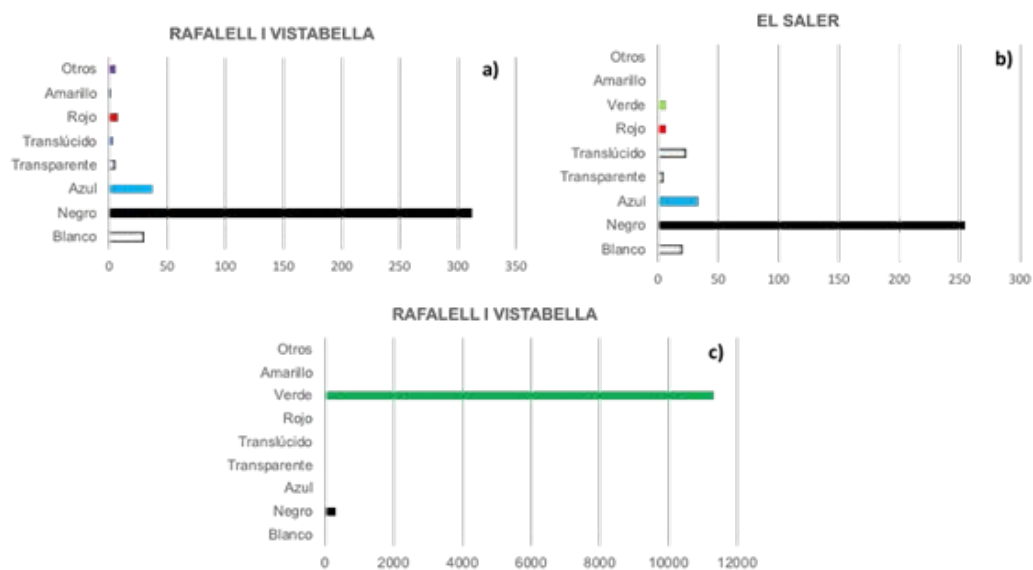 RAFALELL I VISTABELLA
a)
Otros
Amarillo
Rojo
Translúcido
Transparente
Azul
Negro
Blanco
0 50 100 150 200 250 300 350
EL SALER
b)
Otros
Amarillo
Verde
Rojo
Translúcido
Transparente
Azul
Negro
Blanco
0 50 100 150 200 250 300
RAFALELL I VISTABELLA
c)
Otros
Amarillo
Verde
Rojo
Translúcido
Transparente
Azul
Negro
Blanco
0 2000 4000 6000 8000 10000 12000